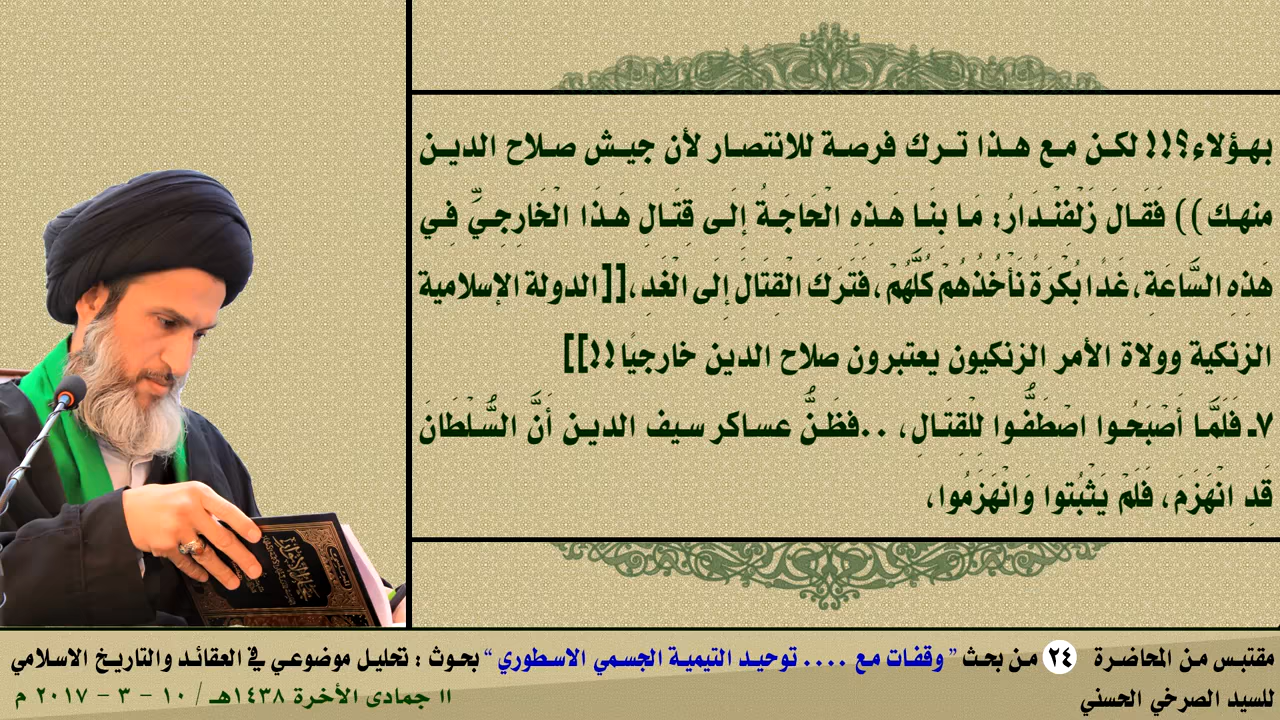 بهؤلاء؟!! لكن مع هذا ترك فرصة للانتصار لأن جيش صلاح الدين
منهك)) فَقَالَ زَلْفَنْدَارُ: مَا بِنَا هَذِهِ الْحَاجَةُ إِلَى قِتَالِ هَذَا الْخَارِجِيِّ فِي
هَذِهِ السَّاعَةِ، غَدًا بُكْرَةً نَأْخُذُهُمْ كُلَّهُمْ، فَتَرَكَ الْقِتَالَ إِلَى الْغَدِ، [[الدولة الإسلامية
الزنكية وولاة الأمر الزنكيون يعتبرون صلاح الدين خارجيًا!!]]
٧ـ فَلَمَّا أَصْبَحُوا اصْطَفُّوا لِلْقِتَالِ، ..فظَنَّ عساكر سيف الدين أَنَّ السُّلْطَانَ
قَدِ انْهَزَمَ، فَلَمْ يَثْبُتوا وَانْهَزَمُوا،
مقتبس من المحاضرة ٢٤ من بحث " وقفات مع .... توحيد التيمية الجسمي الاسطوري " بحوث : تحليل موضوعي في العقائد والتاريخ الاسلامي
للسيد الصرخي الحسني ١١ جمادى الأخرة ١٤٣٨هـ / ١٠ - ٣ - ٢٠١٧ م